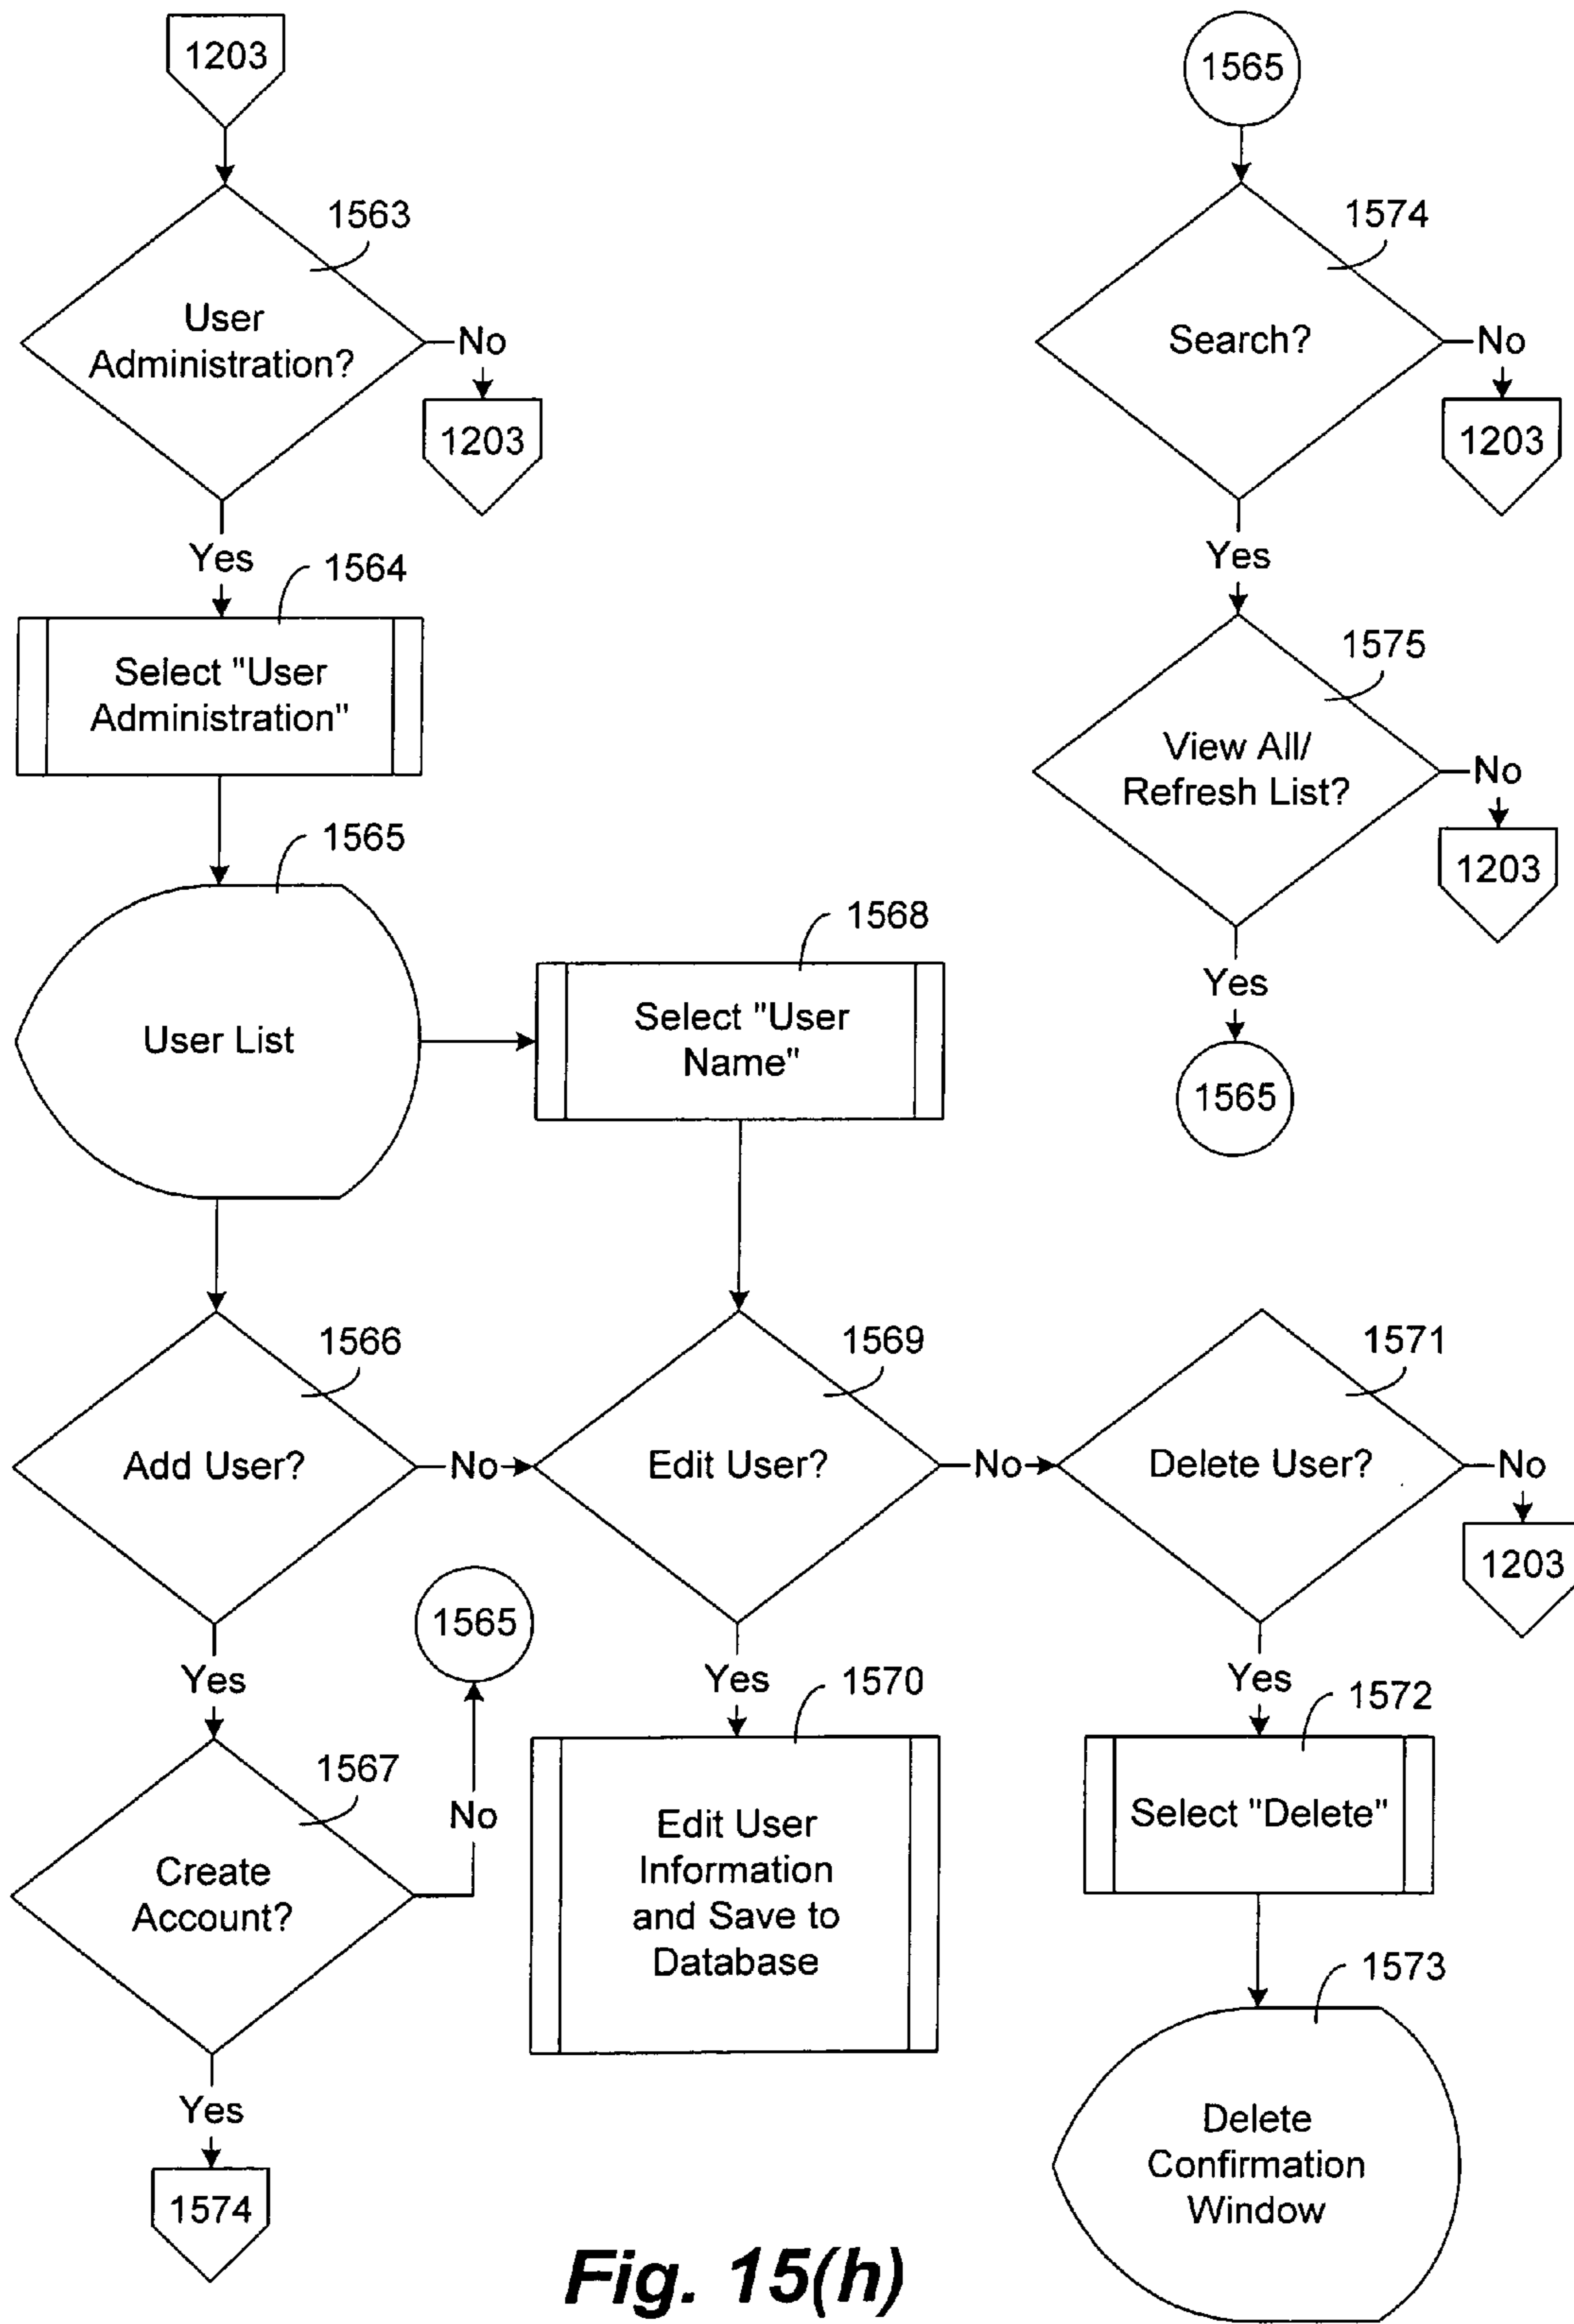 1203
1563
User
Administration?
No
1203
Yes
1564
Select "User
Administration"
1565
User List
1568
Select "User
Name"
1566
Add User?
No
1569
Edit User?
No
1571
Delete User?
No
1203
Yes
1567
Create
Account?
No
1565
Yes
1574
Yes
1570
Edit User
Information
and Save to
Database
Yes
1572
Select "Delete"
1573
Delete
Confirmation
Window
1565
1574
Search?
No
1203
Yes
1575
View All/
Refresh List?
No
1203
Yes
1565
Fig. 15(h)